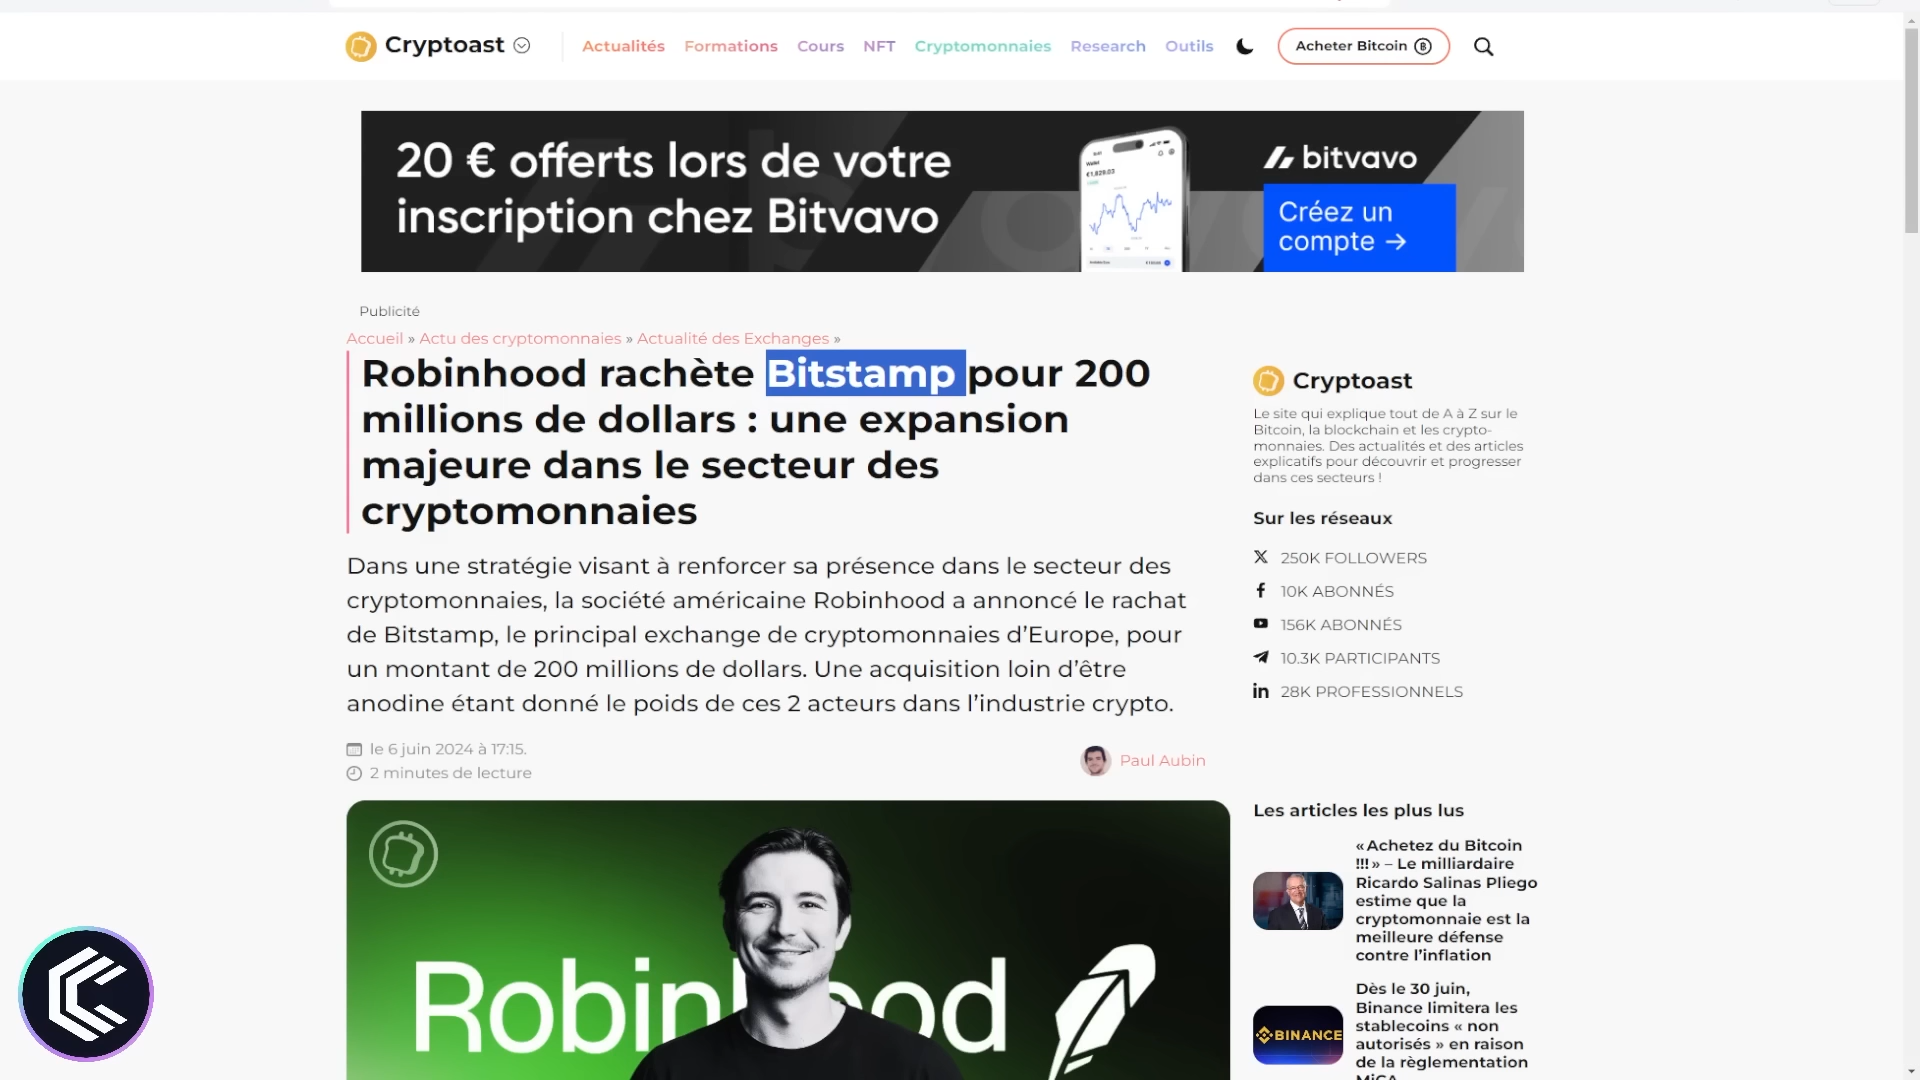 Cryptoast
Actualités Formations Cours NFT Cryptomonnaies Research Outils
Acheter Bitcoin
20 € offerts lors de votre
inscription chez Bitvavo
bitvavo
Créez un
compte →
Publicité
Accueil » Actu des cryptomonnaies » Actualité des Exchanges »
Robinhood rachète Bitstamp pour 200
millions de dollars : une expansion
majeure dans le secteur des
cryptomonnaies
Dans une stratégie visant à renforcer sa présence dans le secteur des
cryptomonnaies, la société américaine Robinhood a annoncé le rachat
de Bitstamp, le principal exchange de cryptomonnaies d’Europe, pour
un montant de 200 millions de dollars. Une acquisition loin d’être
anodine étant donné le poids de ces 2 acteurs dans l’industrie crypto.
le 6 juin 2024 à 17:15.
2 minutes de lecture
Paul Aubin
Robinhood
Cryptoast
Le site qui explique tout de A à Z sur le
Bitcoin, la blockchain et les crypto-
monnaies. Des actualités et des articles
explicatifs pour découvrir et progresser
dans ces secteurs !
Sur les réseaux
250K FOLLOWERS
10K ABONNÉS
156K ABONNÉS
10.3K PARTICIPANTS
28K PROFESSIONNELS
Les articles les plus lus
« Achetez du Bitcoin
!!! » – Le milliardaire
Ricardo Salinas Pliego
estime que la
cryptomonnaie est la
meilleure défense
contre l’inflation
BINANCE
Dès le 30 juin,
Binance limitera les
stablecoins « non
autorisés » en raison
de la règlementation
MiCA